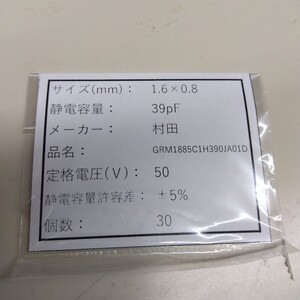 サイズ(mm): 1.6×0.8
静電容量: 39pF
メーカー: 村田
品名: GRM1885C1H390JA01D
定格電圧(V): 50
静電容量許容差: ±5%
個数: 30